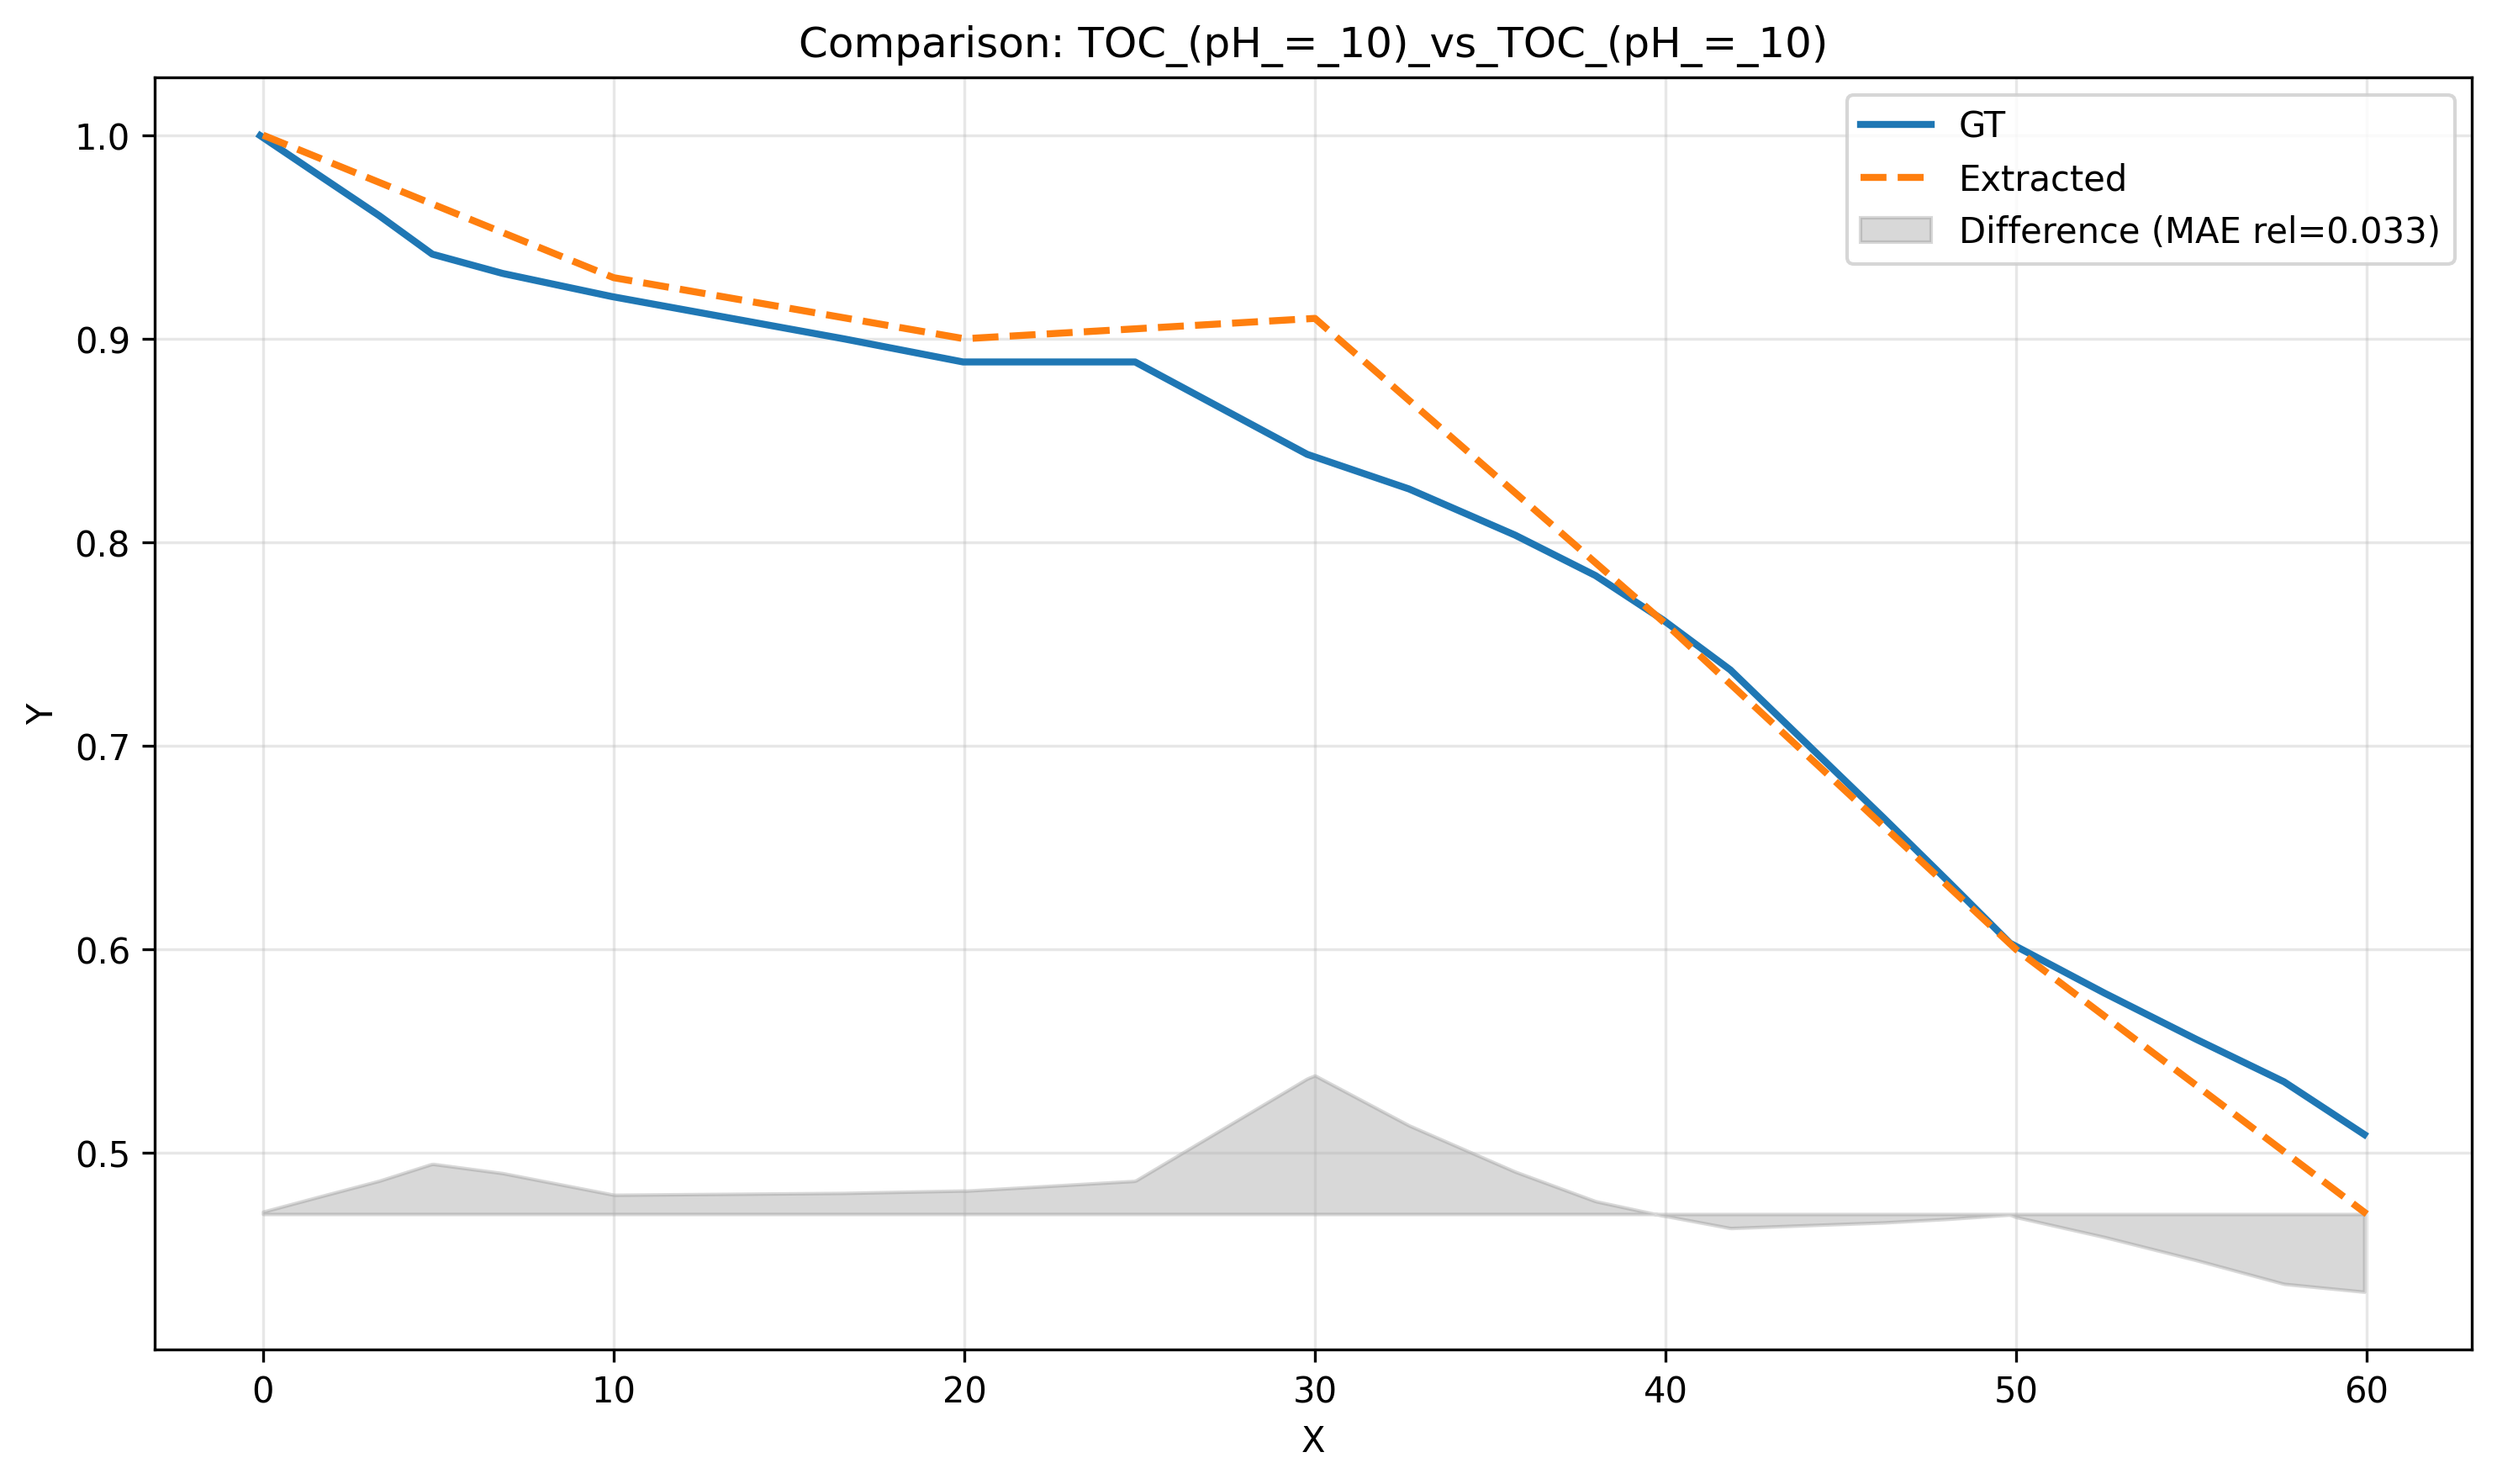 Comparison: TOC_(pH_=_10)_vs_TOC_(pH_=_10)
GT
Extracted
Difference (MAE rel=0.033)
1.0
0.9
0.8
0.7
0.6
0.5
Y
0 10 20 30 40 50 60
X